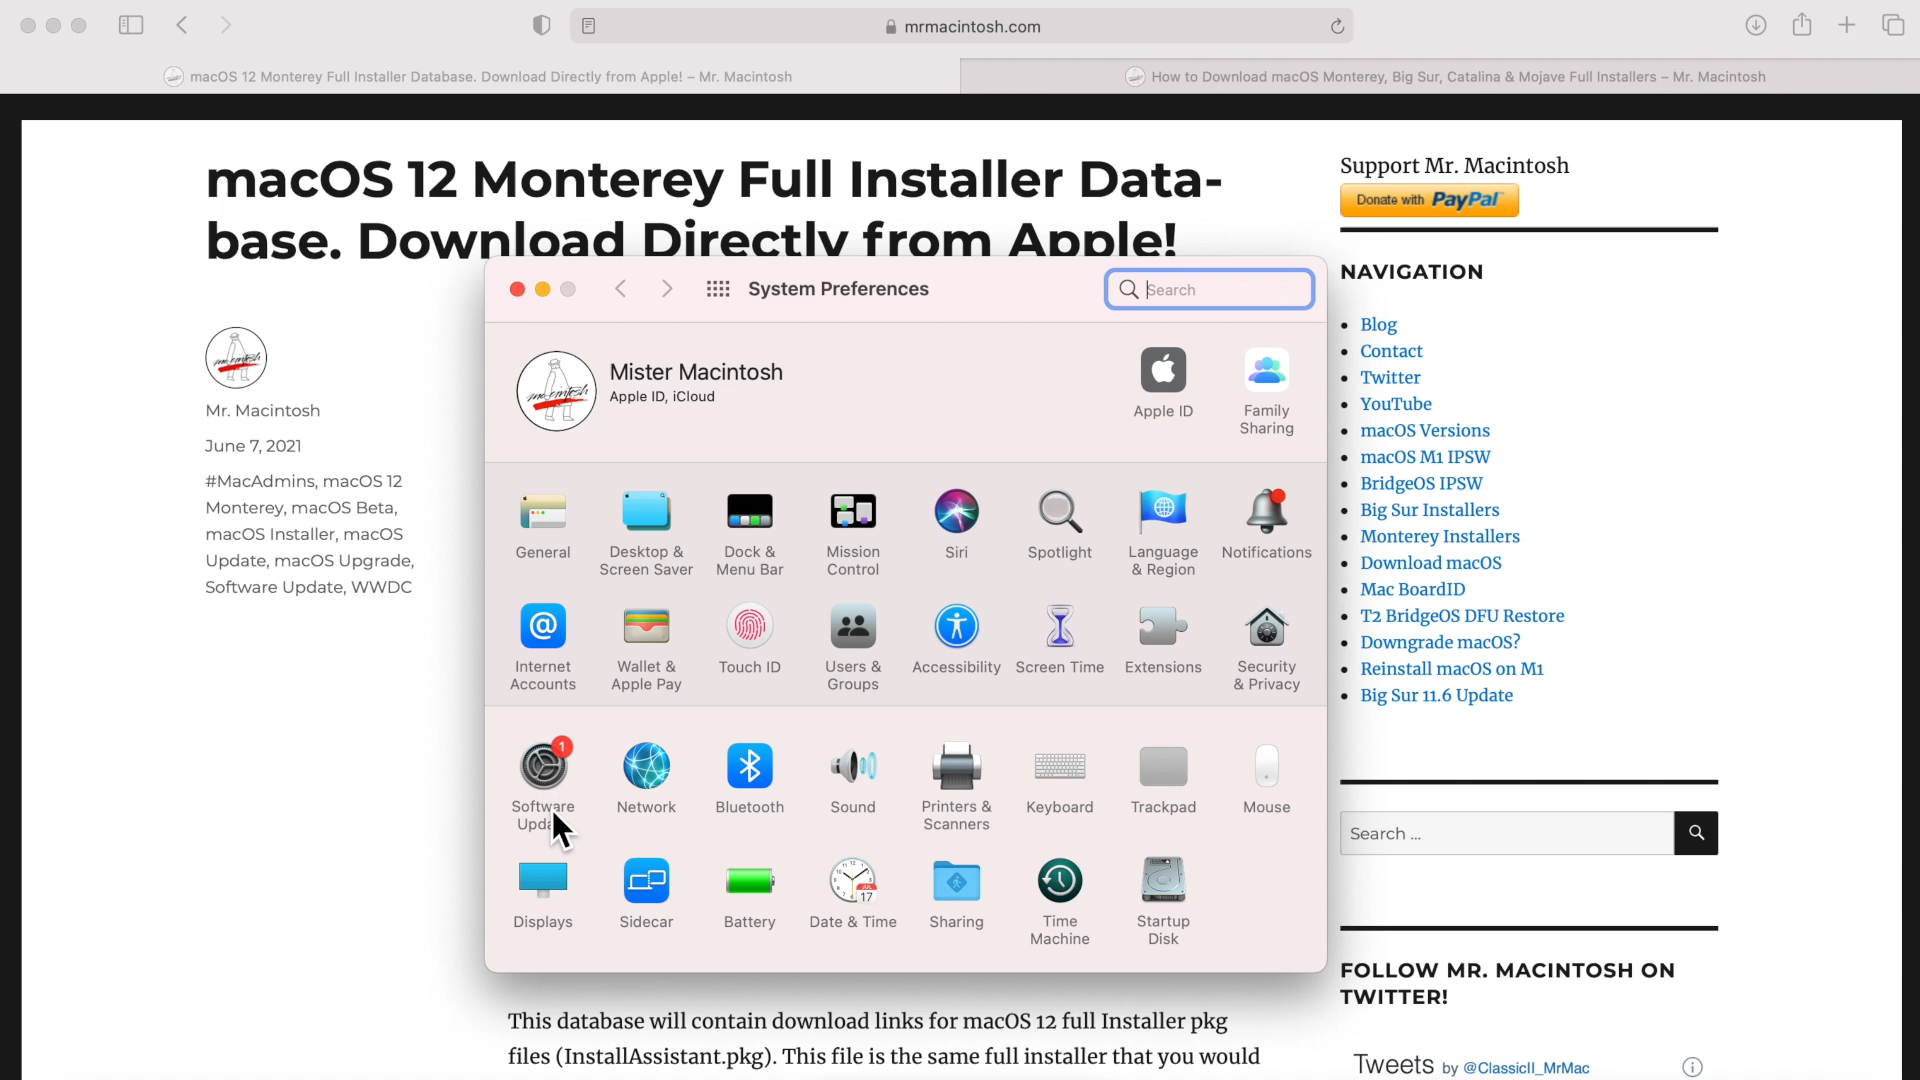 mrmacintosh.com
macOS 12 Monterey Full Installer Database. Download Directly from Apple! – Mr. Macintosh
How to Download macOS Monterey, Big Sur, Catalina & Mojave Full Installers – Mr. Macintosh
macOS 12 Monterey Full Installer Data-
base. Download Directly from Apple!
Mr. Macintosh
June 7, 2021
#MacAdmins, macOS 12
Monterey, macOS Beta,
macOS Installer, macOS
Update, macOS Upgrade,
Software Update, WWDC
System Preferences
Search
Mister Macintosh
Apple ID, iCloud
Apple ID
Family
Sharing
General
Desktop &
Screen Saver
Dock &
Menu Bar
Mission
Control
Siri
Spotlight
Language
& Region
Notifications
Internet
Accounts
Wallet &
Apple Pay
Touch ID
Users &
Groups
Accessibility
Screen Time
Extensions
Security
& Privacy
1
Software
Update
Network
Bluetooth
Sound
Printers &
Scanners
Keyboard
Trackpad
Mouse
Displays
Sidecar
Battery
JUL
17
Date & Time
Sharing
Time
Machine
Startup
Disk
This database will contain download links for macOS 12 full Installer pkg
files (InstallAssistant.pkg). This file is the same full installer that you would
Support Mr. Macintosh
Donate with PayPal
NAVIGATION
Blog
Contact
Twitter
YouTube
macOS Versions
macOS M1 IPSW
BridgeOS IPSW
Big Sur Installers
Monterey Installers
Download macOS
Mac BoardID
T2 BridgeOS DFU Restore
Downgrade macOS?
Reinstall macOS on M1
Big Sur 11.6 Update
Search ...
FOLLOW MR. MACINTOSH ON
TWITTER!
Tweets by @ClassicII_MrMac